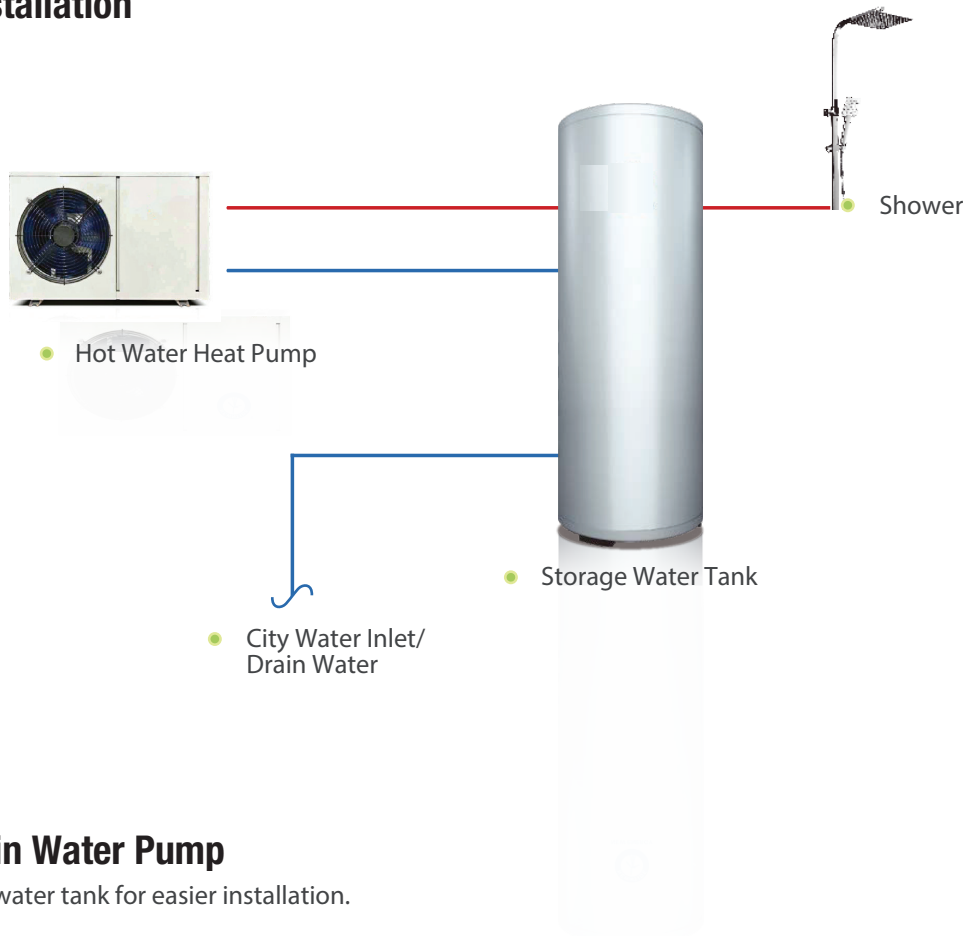 stallation
Shower
Hot Water Heat Pump
Storage Water Tank
City Water Inlet/
Drain Water
in Water Pump
water tank for easier installation.